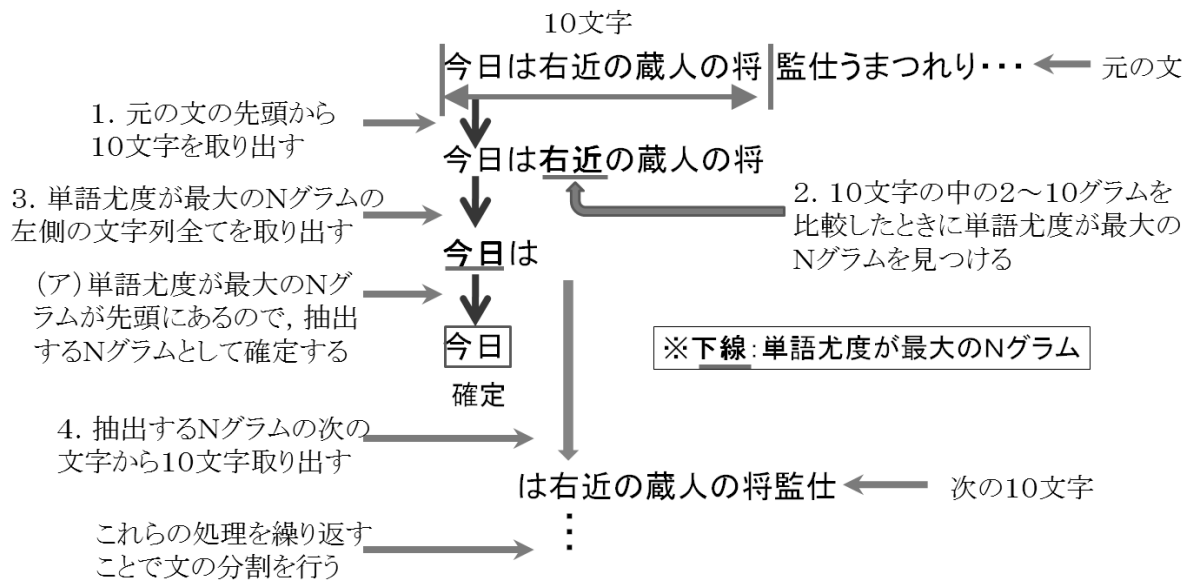 10文字
今日は右近の蔵人の将監仕うまつれり・・・
元の文
1．元の文の先頭から
10文字を取り出す
今日は右近の蔵人の将
3．単語尤度が最大のNグラムの
左側の文字列全てを取り出す
2．10文字の中の2～10グラムを
比較したときに単語尤度が最大の
Nグラムを見つける
今日は
（ア）単語尤度が最大のNグ
ラムが先頭にあるので，抽出
するNグラムとして確定する
今日
確定
※下線：単語尤度が最大のNグラム
4．抽出するNグラムの次の
文字から10文字取り出す
は右近の蔵人の将監仕
次の10文字
これらの処理を繰り返す
ことで文の分割を行う
⋮